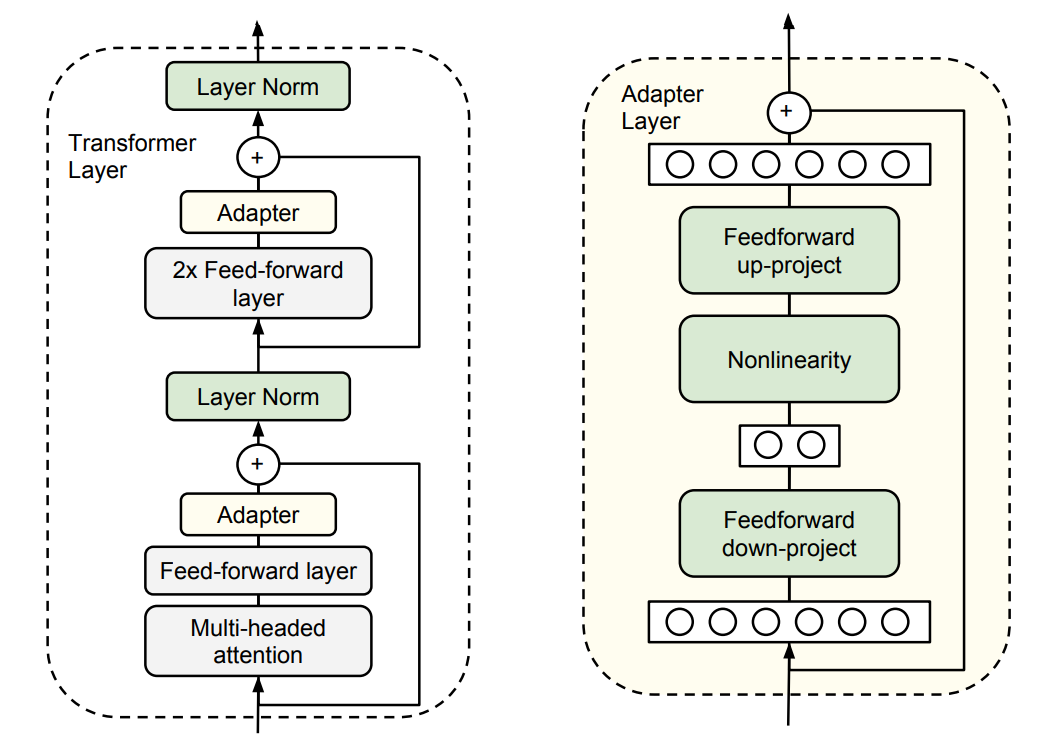 Layer Norm
Transformer
Layer
+
Adapter
2x Feed-forward
layer
Layer Norm
+
Adapter
Feed-forward layer
Multi-headed
attention
Adapter
Layer
+
Feedforward
up-project
Nonlinearity
Feedforward
down-project